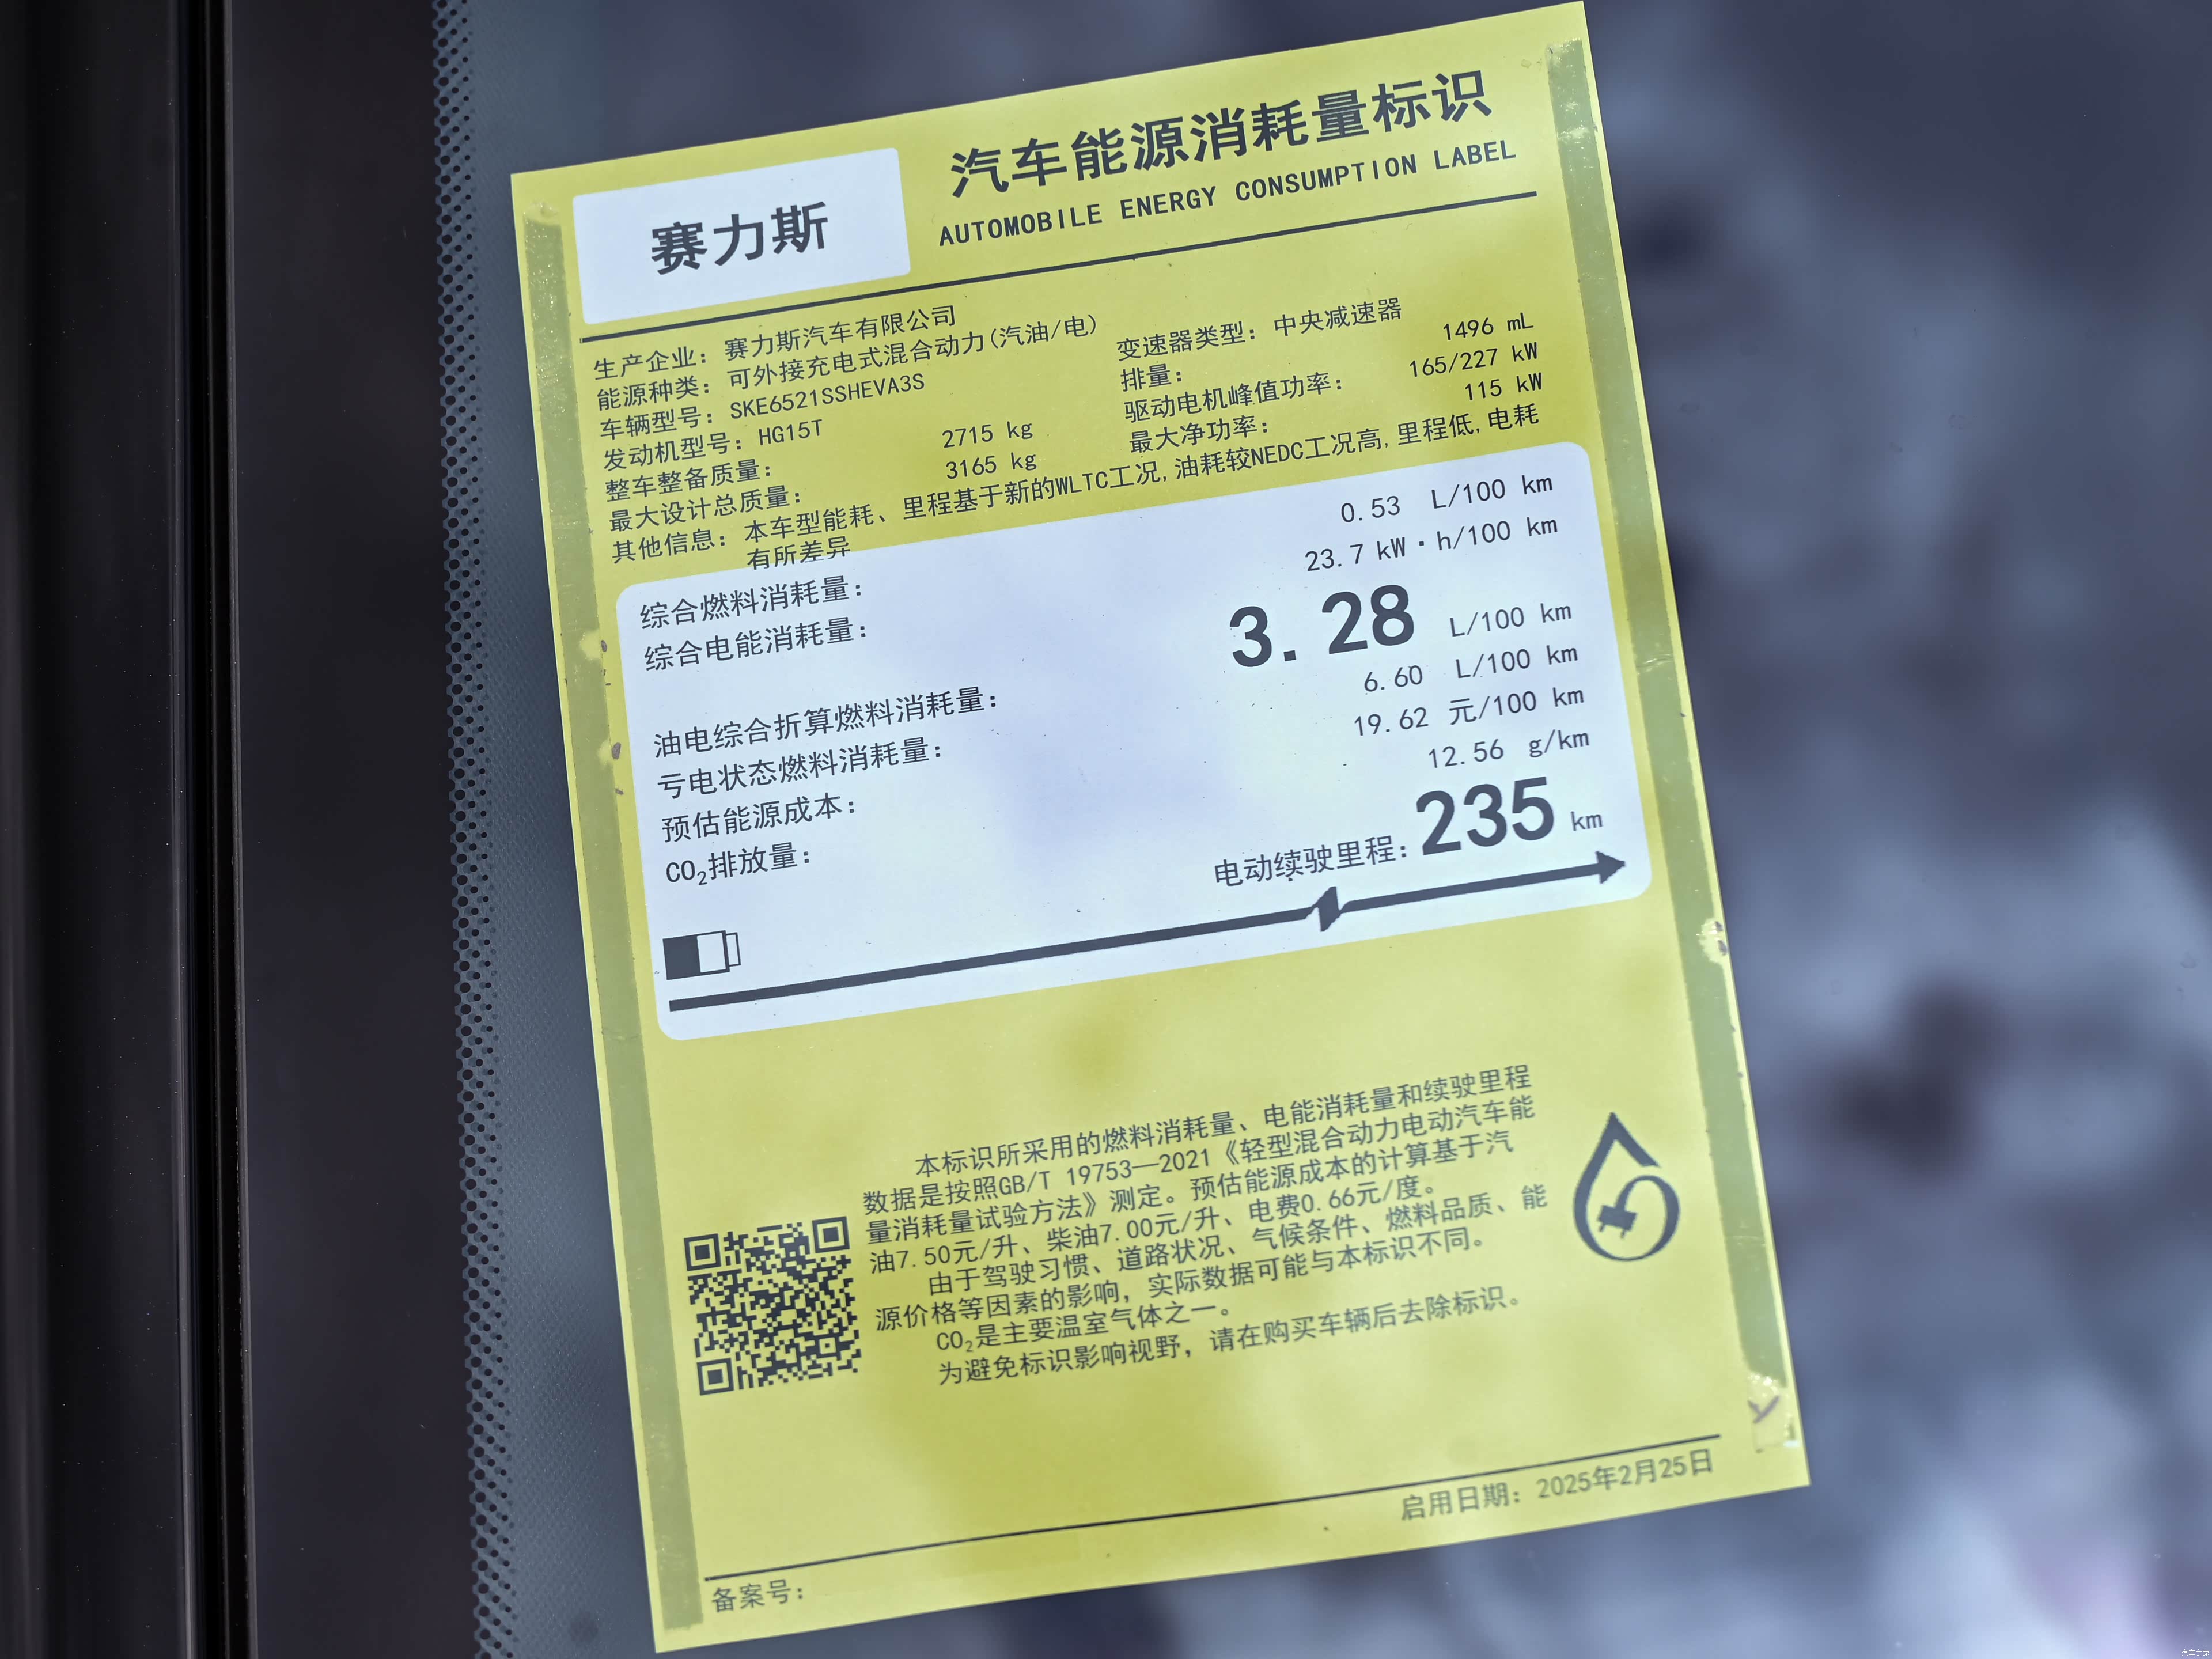 赛力斯
汽车能源消耗量标识
AUTOMOBILE ENERGY CONSUMPTION LABEL
生产企业：赛力斯汽车有限公司
能源种类：可外接充电式混合动力(汽油/电)
车辆型号：SKE6521SSHEVA3S
发动机型号：HG15T
整车整备质量： 2715 kg
最大设计总质量： 3165 kg
变速器类型：中央减速器
排量： 1496 mL
驱动电机峰值功率： 165/227 kW
最大净功率： 115 kW
其他信息：本车型能耗、里程基于新的WLTC工况,油耗较NEDC工况高,里程低,电耗
有所差异
综合燃料消耗量： 0.53 L/100 km
综合电能消耗量： 23.7 kW·h/100 km
油电综合折算燃料消耗量： 3.28 L/100 km
亏电状态燃料消耗量： 6.60 L/100 km
预估能源成本： 19.62 元/100 km
CO₂排放量： 12.56 g/km
电动续驶里程：235 km
本标识所采用的燃料消耗量、电能消耗量和续驶里程
数据是按照GB/T 19753—2021《轻型混合动力电动汽车能
量消耗量试验方法》测定。预估能源成本的计算基于汽
油7.50元/升、柴油7.00元/升、电费0.66元/度。
由于驾驶习惯、道路状况、气候条件、燃料品质、能
源价格等因素的影响，实际数据可能与本标识不同。
CO₂是主要温室气体之一。
为避免标识影响视野，请在购买车辆后去除标识。
启用日期：2025年2月25日
备案号：
汽车之家